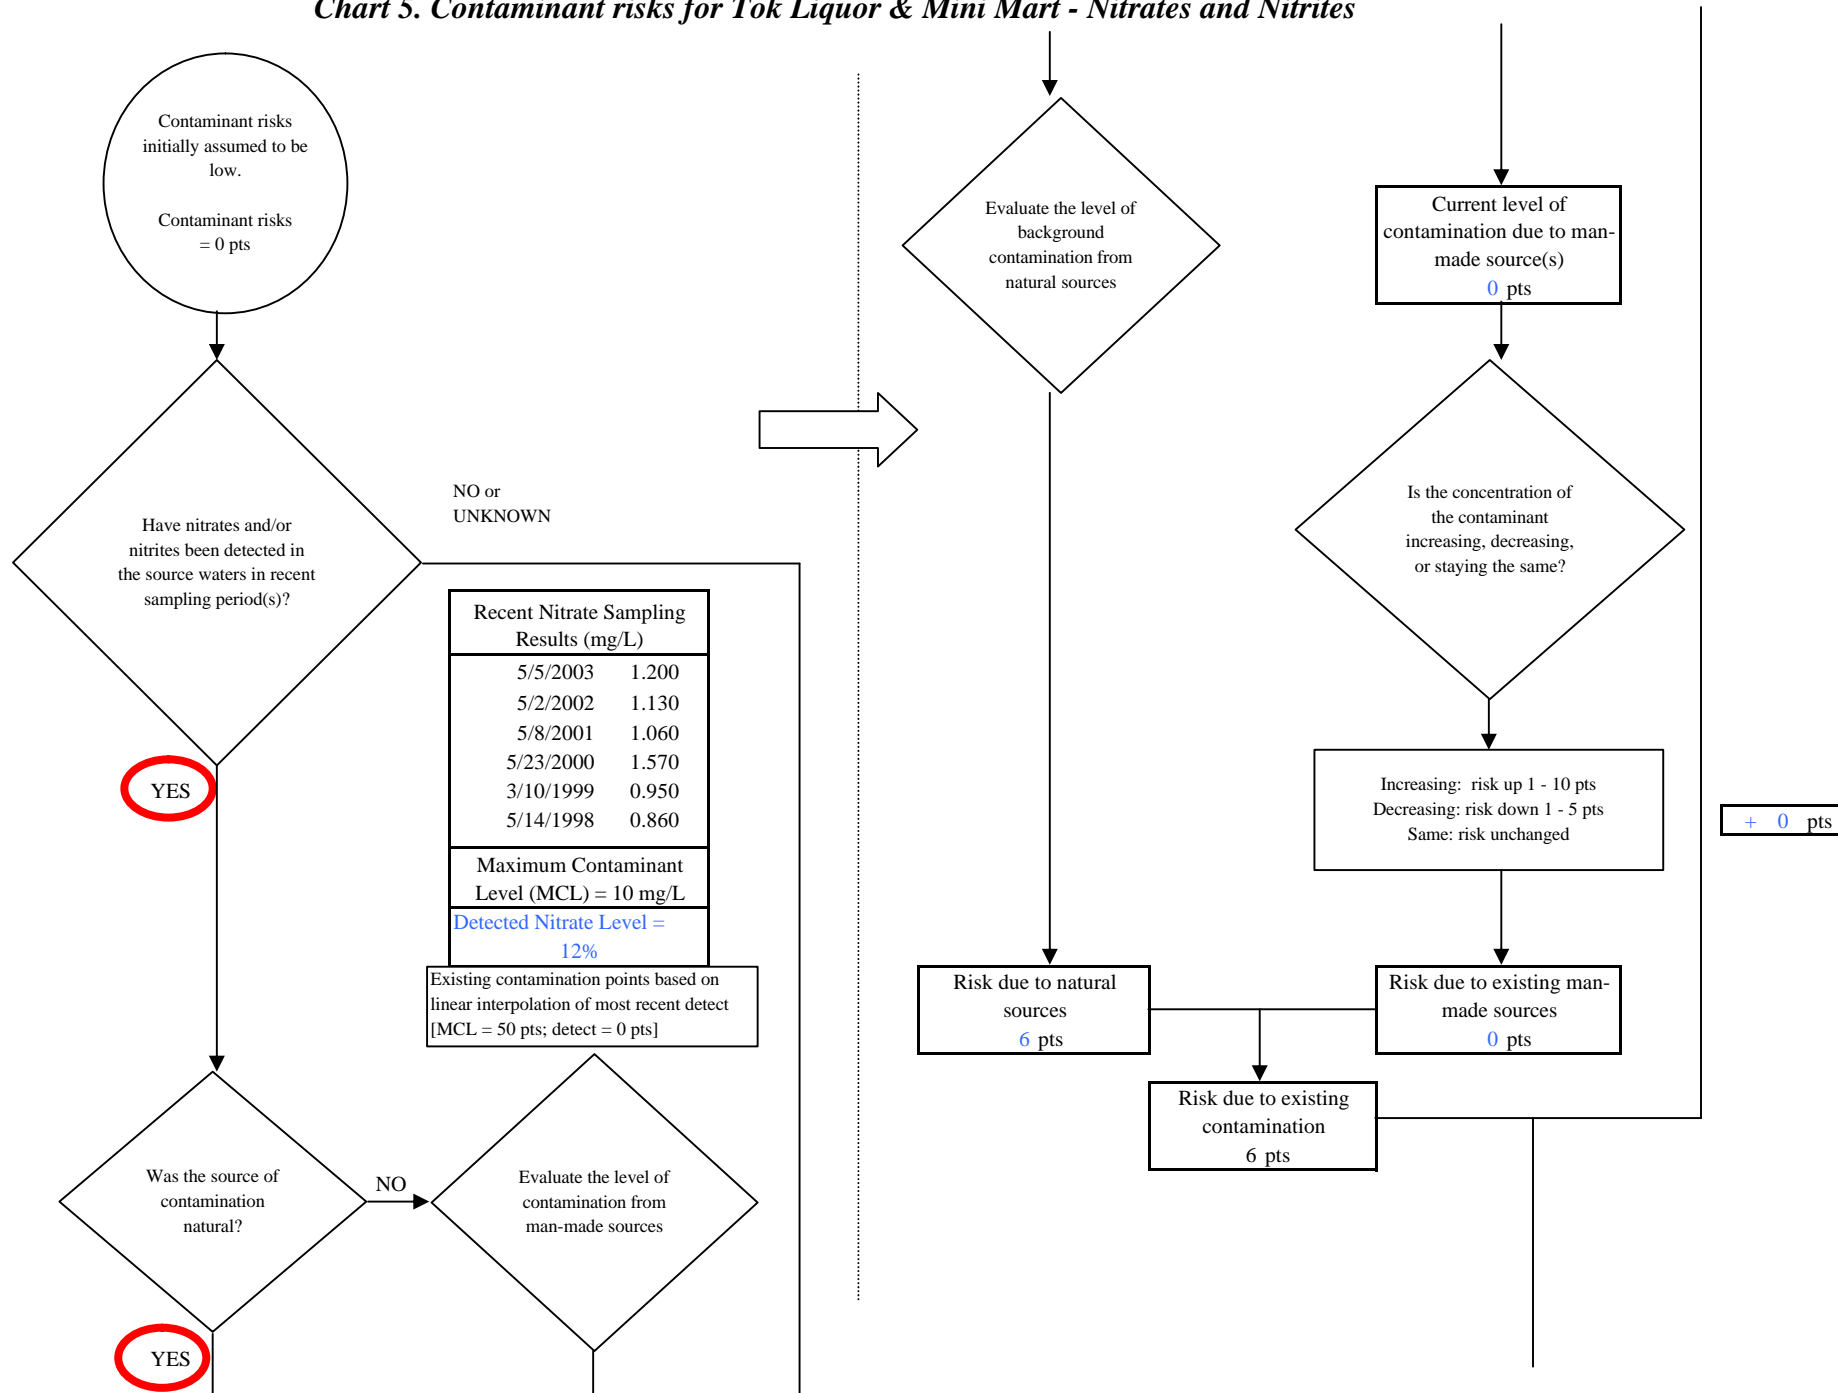 Chart 5. Contaminant risks for Tok Liquor & Mini Mart - Nitrates and Nitrites
Contaminant risks
initially assumed to be
low.
Contaminant risks
= 0 pts
Have nitrates and/or
nitrites been detected in
the source waters in recent
sampling period(s)?
NO or
UNKNOWN
YES
Recent Nitrate Sampling
Results (mg/L)
5/5/2003 1.200
5/2/2002 1.130
5/8/2001 1.060
5/23/2000 1.570
3/10/1999 0.950
5/14/1998 0.860
Maximum Contaminant
Level (MCL) = 10 mg/L
Detected Nitrate Level =
12%
Existing contamination points based on
linear interpolation of most recent detect
[MCL = 50 pts; detect = 0 pts]
Was the source of
contamination
natural?
NO
Evaluate the level of
contamination from
man-made sources
YES
Evaluate the level of
background
contamination from
natural sources
Current level of
contamination due to man-
made source(s)
0 pts
Is the concentration of
the contaminant
increasing, decreasing,
or staying the same?
Increasing: risk up 1 - 10 pts
Decreasing: risk down 1 - 5 pts
Same: risk unchanged
+ 0 pts
Risk due to natural
sources
6 pts
Risk due to existing man-
made sources
0 pts
Risk due to existing
contamination
6 pts